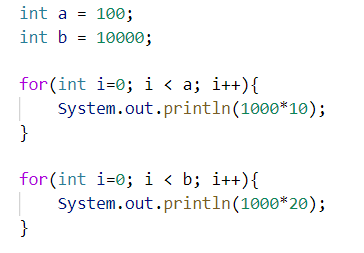 int a = 100;
int b = 10000;
for(int i=0; i < a; i++){
    System.out.println(1000*10);
}
for(int i=0; i < b; i++){
    System.out.println(1000*20);
}